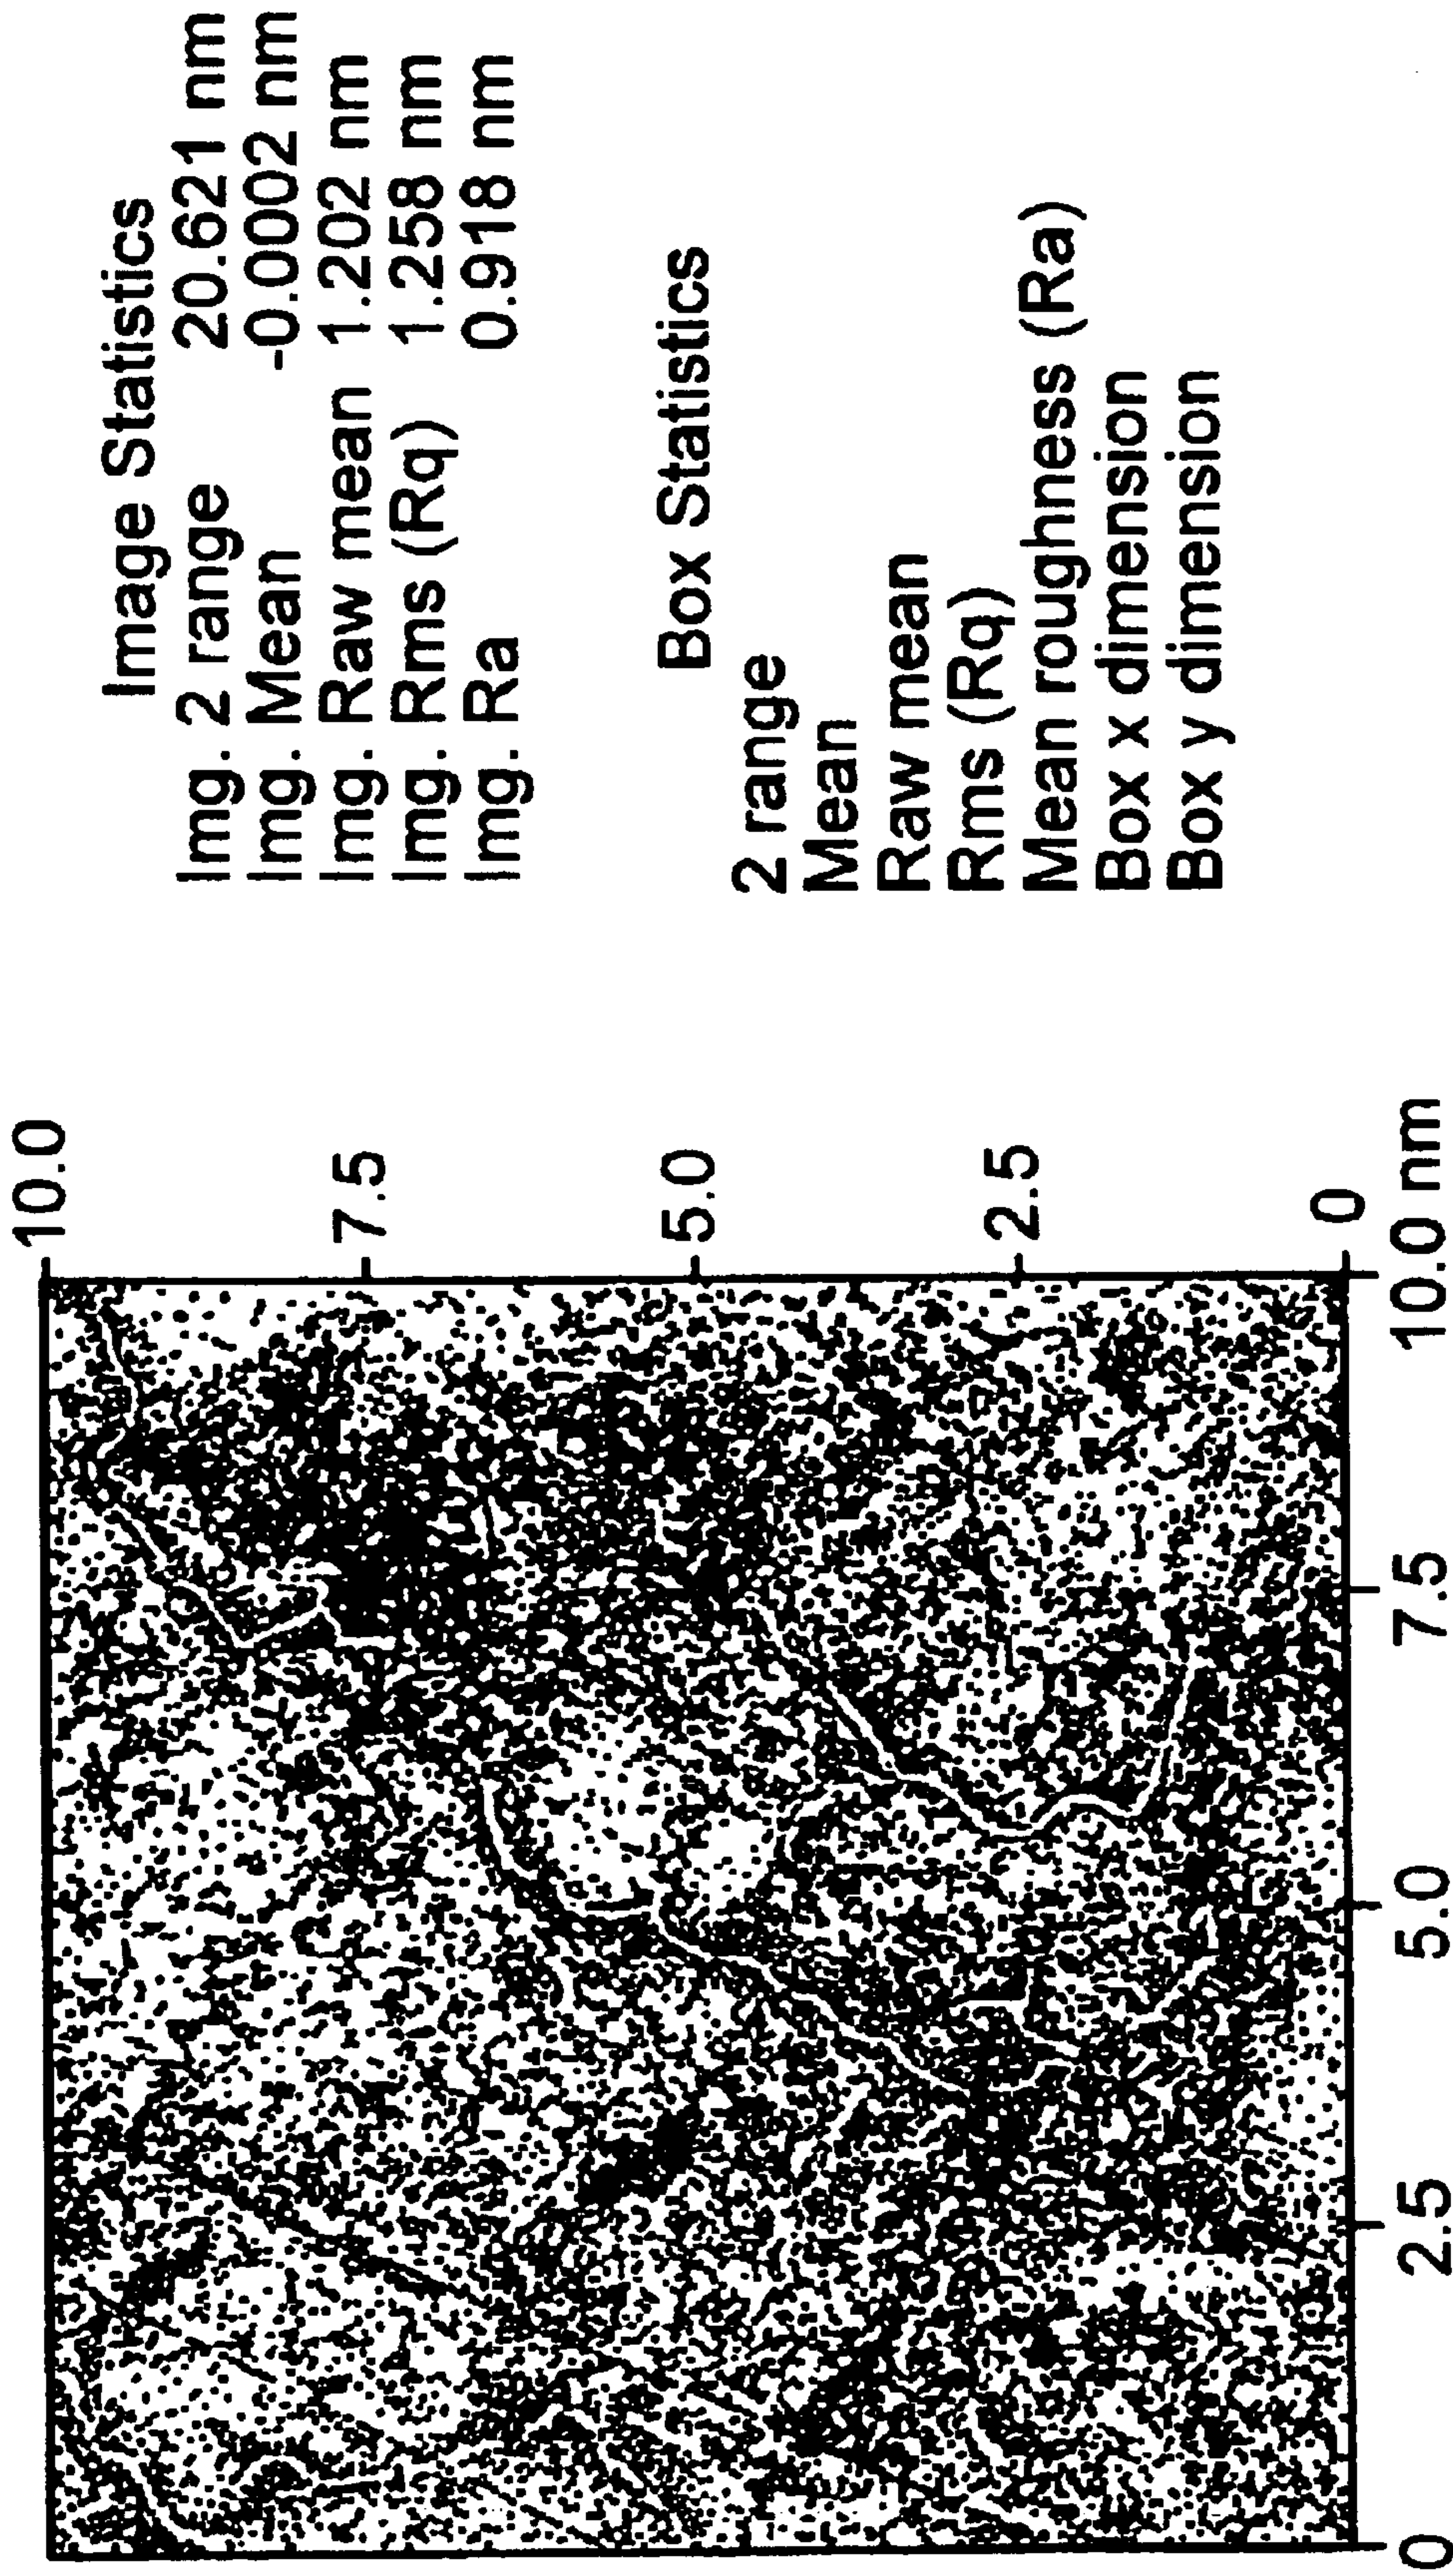 Image Statistics
Img. 2 range 20.621 nm
Img. Mean -0.0002 nm
Img. Raw mean 1.202 nm
Img. Rms (Rq) 1.258 nm
Img. Ra 0.918 nm
Box Statistics
2 range
Mean
Raw mean
Rms (Rq)
Mean roughness (Ra)
Box x dimension
Box y dimension
10.0
7.5
5.0
2.5
0
0 2.5 5.0 7.5 10.0 nm